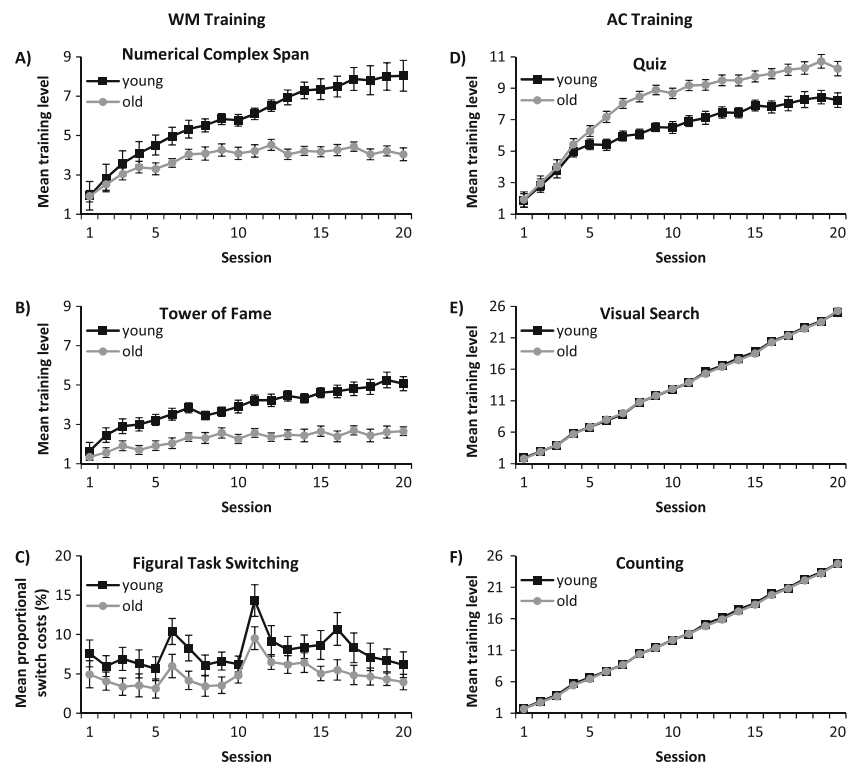 WM Training
AC Training
A)
Numerical Complex Span
young
old
Mean training level
9
7
5
3
1
1
5
10
15
20
Session
D)
Quiz
young
old
Mean training level
11
9
7
5
3
1
1
5
10
15
20
Session
B)
Tower of Fame
young
old
Mean training level
9
7
5
3
1
1
5
10
15
20
Session
E)
Visual Search
young
old
Mean training level
26
21
16
11
6
1
1
5
10
15
20
Session
C)
Figural Task Switching
young
old
Mean proportional
switch costs (%)
20
15
10
5
0
1
5
10
15
20
Session
F)
Counting
young
old
Mean training level
26
21
16
11
6
1
1
5
10
15
20
Session